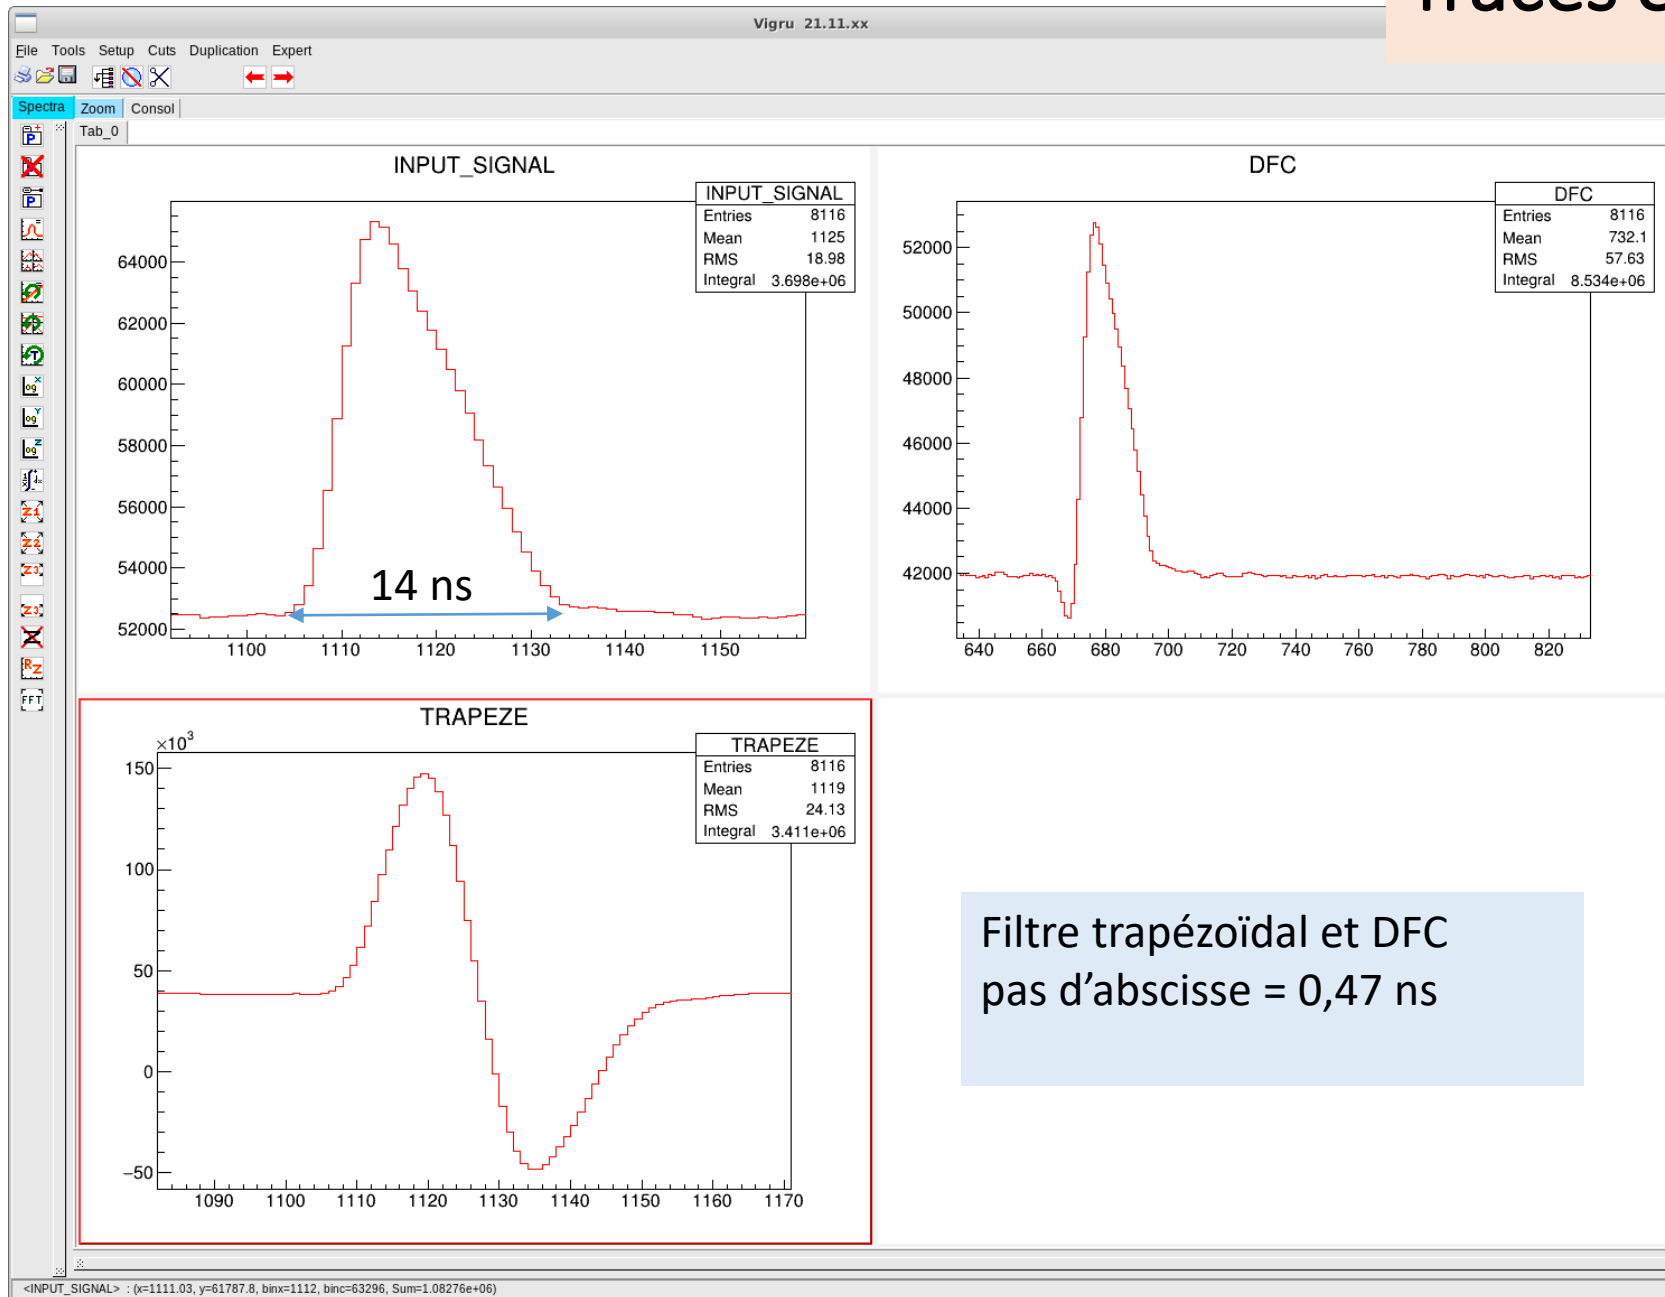 Traces
Vigru 21.11.xx
File Tools Setup Cuts Duplication Expert
Spectra Zoom Consol
Tab_0
INPUT_SIGNAL
INPUT_SIGNAL
Entries 8116
Mean 1125
RMS 18.98
Integral 3.698e+06
64000
62000
60000
58000
56000
54000
52000
14 ns
1100 1110 1120 1130 1140 1150
DFC
DFC
Entries 8116
Mean 732.1
RMS 57.63
Integral 8.534e+06
52000
50000
48000
46000
44000
42000
640 660 680 700 720 740 760 780 800 820
TRAPEZE
×10³
TRAPEZE
Entries 8116
Mean 1119
RMS 24.13
Integral 3.411e+06
150
100
50
0
−50
1090 1100 1110 1120 1130 1140 1150 1160 1170
Filtre trapézoïdal et DFC
pas d’abscisse = 0,47 ns
<INPUT_SIGNAL> : (x=1111.03, y=61787.8, binx=1112, binc=63296, Sum=1.08276e+06)